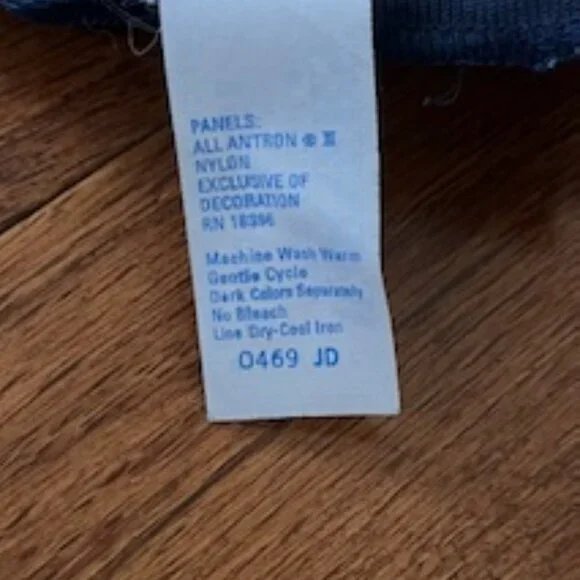 PANELS:
ALL ANTRON ® III
NYLON
EXCLUSIVE OF
DECORATION
RN 18396
Machine Wash Warm
Gentle Cycle
Dark Colors Separately
No Bleach
Line Dry-Cool Iron
0469 JD